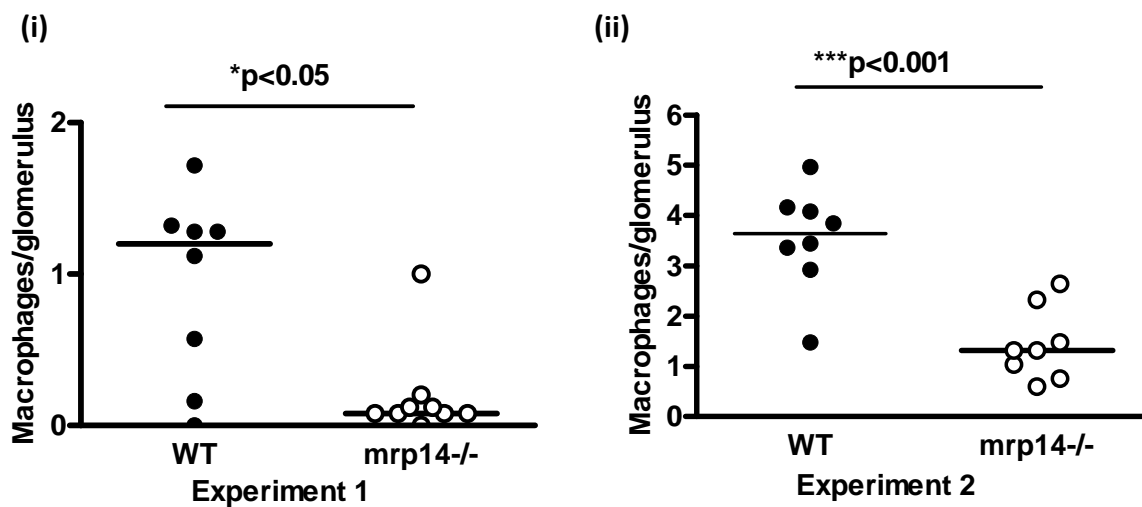 (i)
*p<0.05
Macrophages/glomerulus
2
1
0
WT mrp14-/-
Experiment 1
(ii)
***p<0.001
Macrophages/glomerulus
6
5
4
3
2
1
0
WT mrp14-/-
Experiment 2